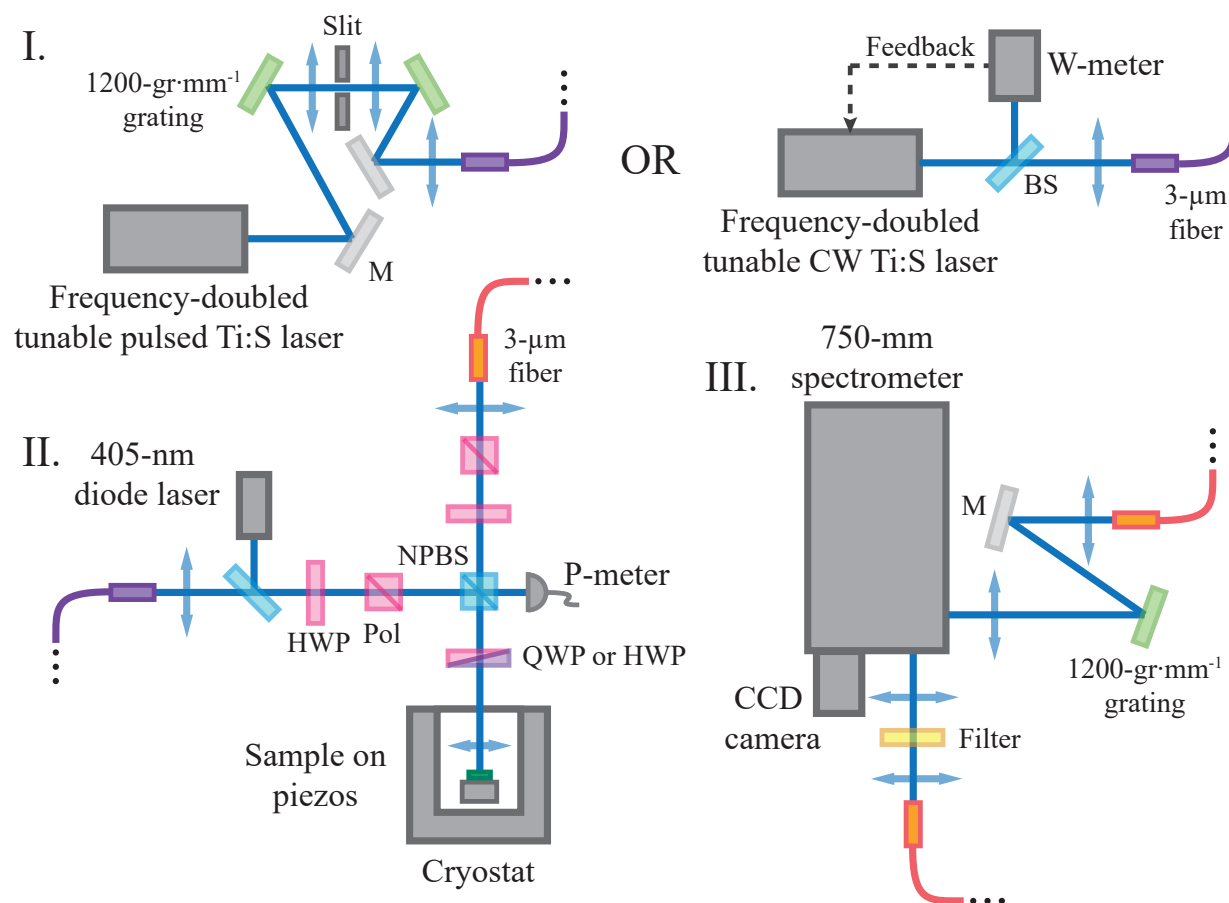 I.
Slit
1200-gr·mm⁻¹
grating
M
Frequency-doubled
tunable pulsed Ti:S laser
OR
Feedback
W-meter
BS
3-µm
fiber
Frequency-doubled
tunable CW Ti:S laser
II.
405-nm
diode laser
3-µm
fiber
NPBS
P-meter
HWP
Pol
QWP or HWP
Sample on
piezos
Cryostat
III.
750-mm
spectrometer
M
1200-gr·mm⁻¹
grating
CCD
camera
Filter